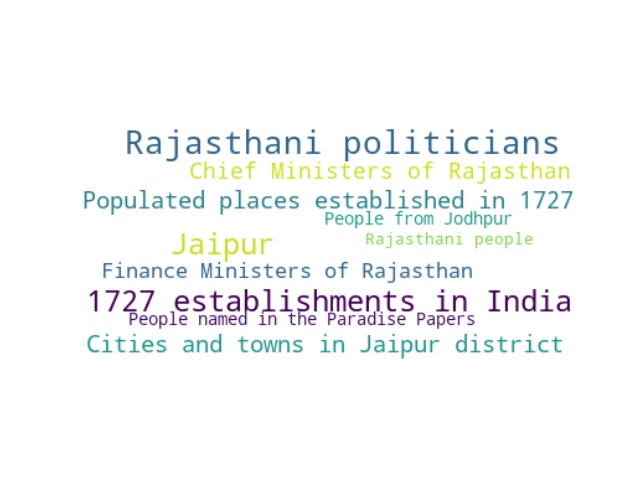 Rajasthani politicians
Chief Ministers of Rajasthan
Populated places established in 1727
People from Jodhpur
Jaipur
Rajasthani people
Finance Ministers of Rajasthan
1727 establishments in India
People named in the Paradise Papers
Cities and towns in Jaipur district